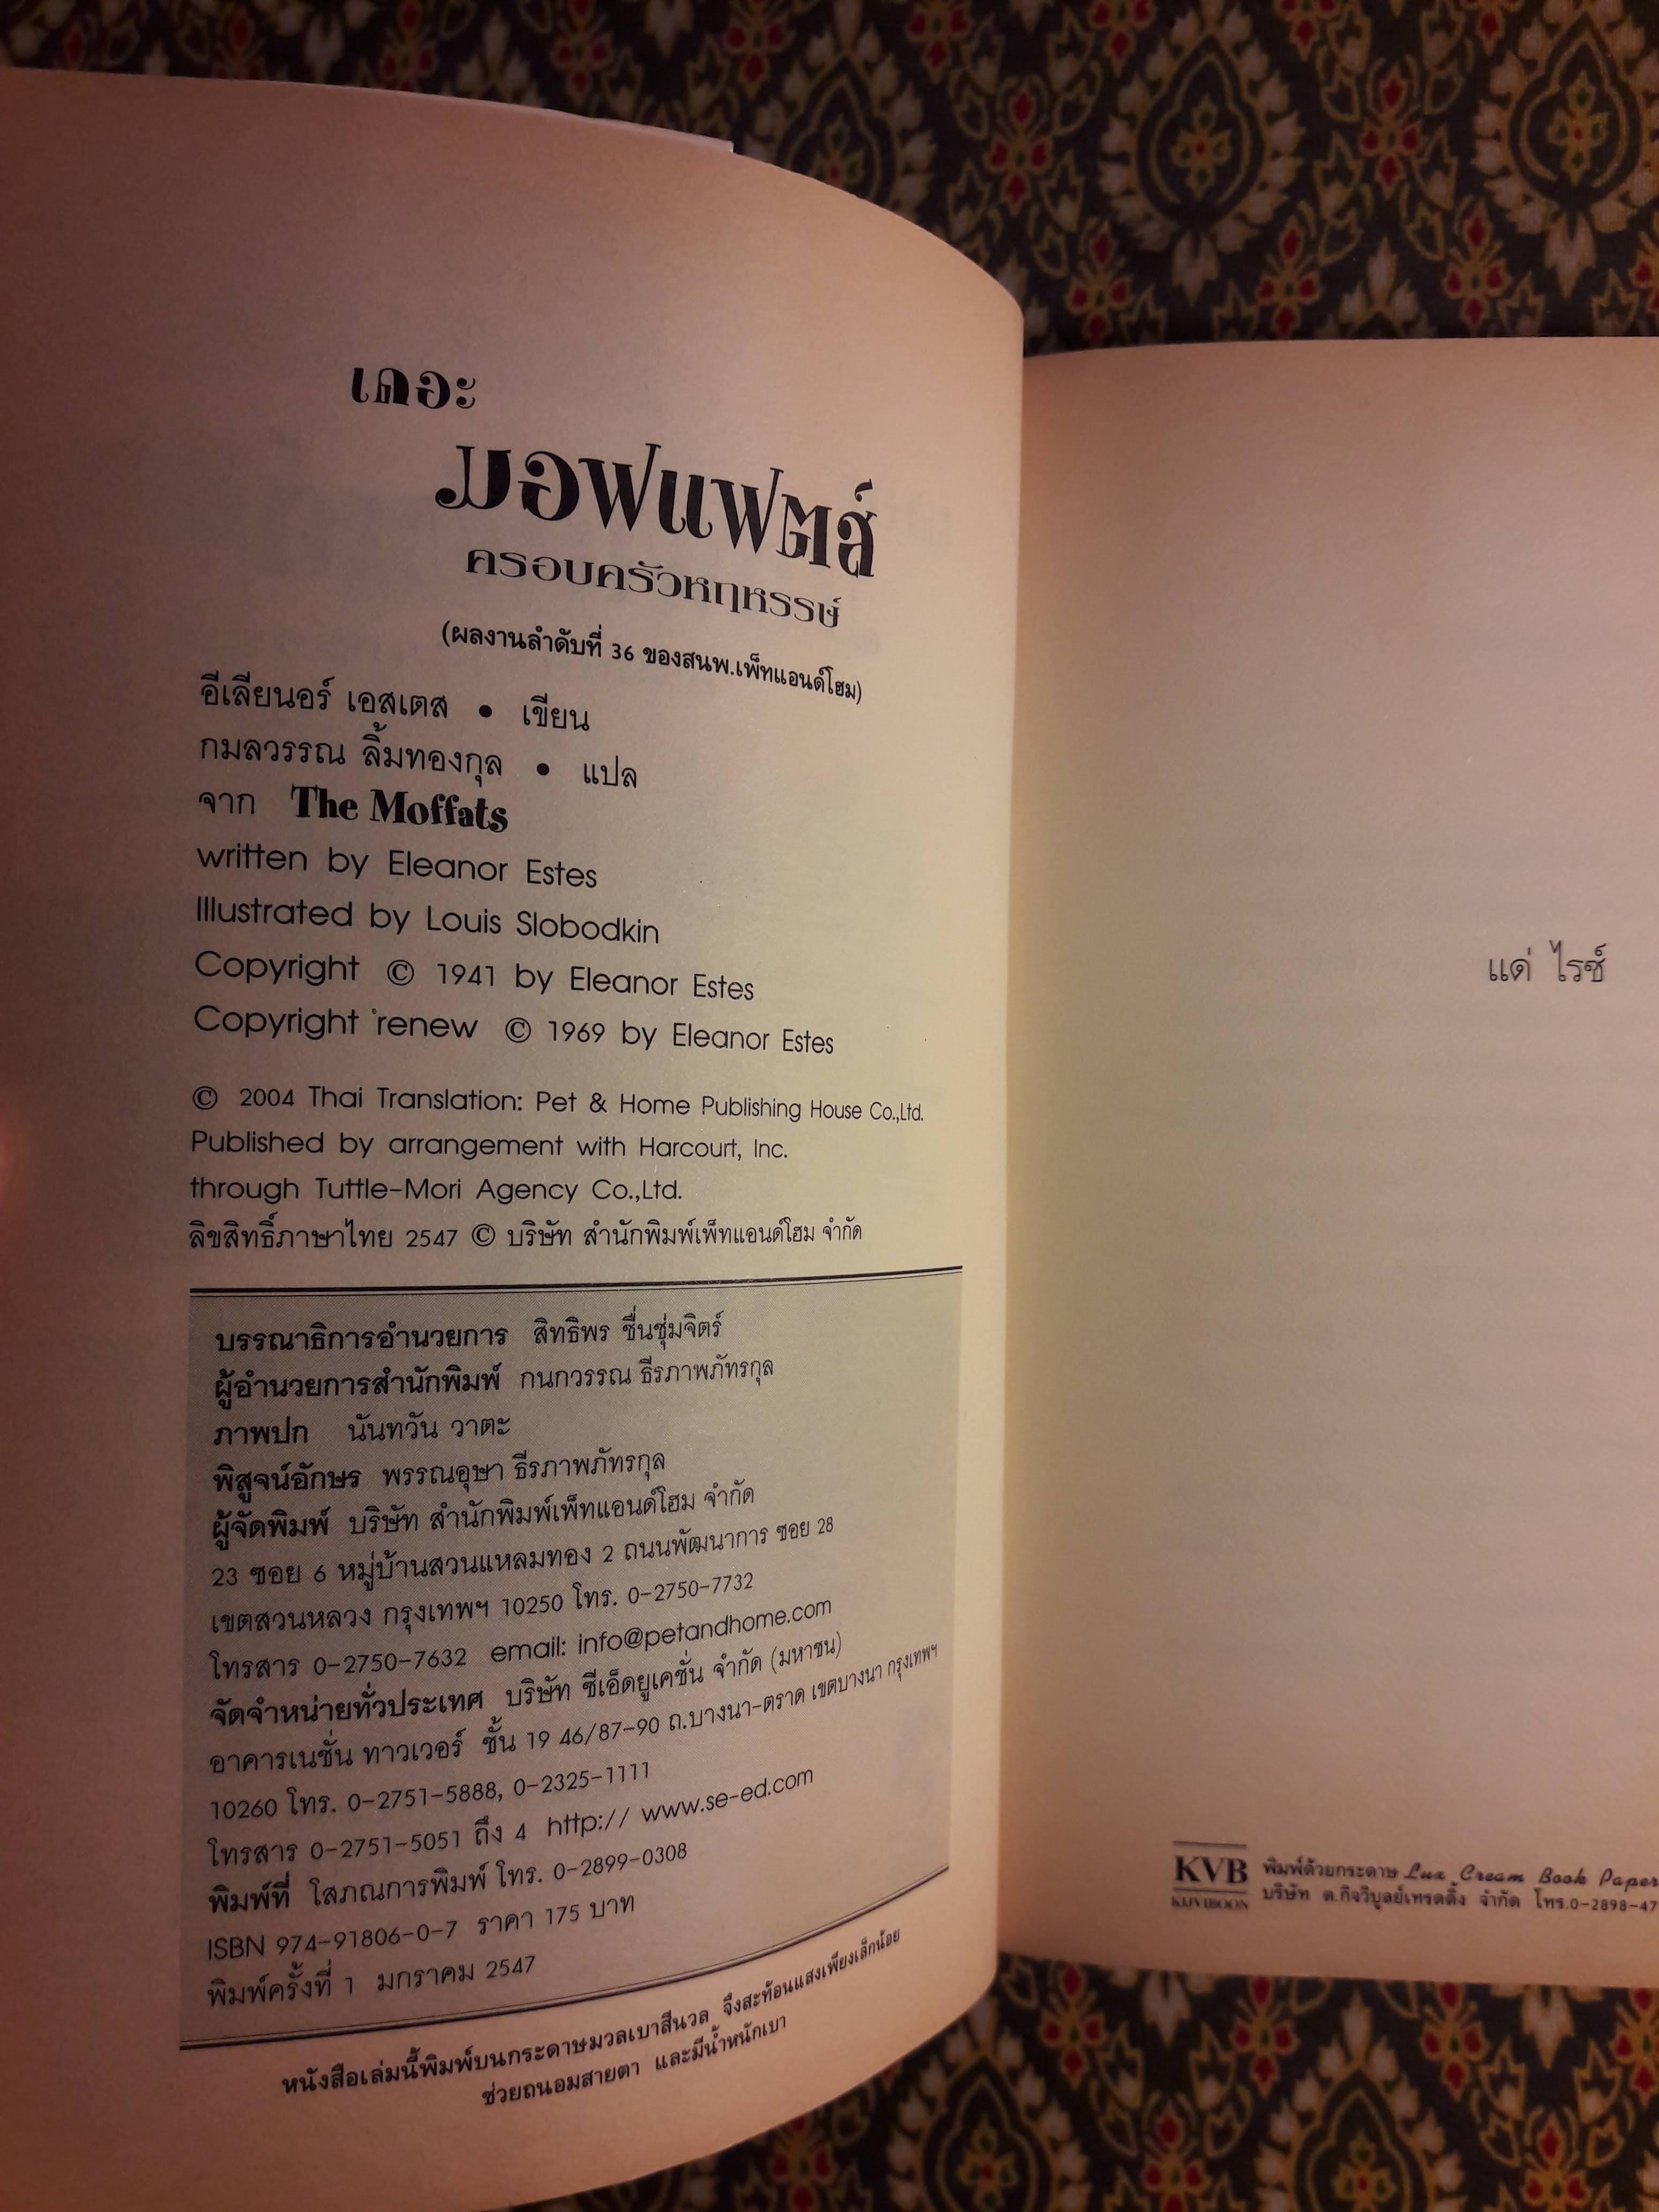 เดอะ
มอฟแฟตส์
ครอบครัวหฤหรรษ์
(ผลงานลำดับที่ 36 ของสนพ.เพ็ทแอนด์โฮม)
อีเลียนอร์ เอสเตส • เขียน
กมลวรรณ ลิ้มทองกุล • แปล
จาก The Moffats
written by Eleanor Estes
Illustrated by Louis Slobodkin
Copyright © 1941 by Eleanor Estes
Copyright renew © 1969 by Eleanor Estes
© 2004 Thai Translation: Pet & Home Publishing House Co.,Ltd.
Published by arrangement with Harcourt, Inc.
through Tuttle-Mori Agency Co.,Ltd.
ลิขสิทธิ์ภาษาไทย 2547 © บริษัท สำนักพิมพ์เพ็ทแอนด์โฮม จำกัด
บรรณาธิการอำนวยการ สิทธิพร ชื่นชุ่มจิตร์
ผู้อำนวยการสำนักพิมพ์ กนกวรรณ ธีรภาพภัทรกุล
ภาพปก นันทวัน วาตะ
พิสูจน์อักษร พรรณอุษา ธีรภาพภัทรกุล
ผู้จัดพิมพ์ บริษัท สำนักพิมพ์เพ็ทแอนด์โฮม จำกัด
23 ซอย 6 หมู่บ้านสวนแหลมทอง 2 ถนนพัฒนาการ ซอย 28
เขตสวนหลวง กรุงเทพฯ 10250 โทร. 0-2750-7732
โทรสาร 0-2750-7632 email: info@petandhome.com
จัดจำหน่ายทั่วประเทศ บริษัท ซีเอ็ดยูเคชั่น จำกัด (มหาชน)
อาคารเนชั่น ทาวเวอร์ ชั้น 19 46/87-90 ถ.บางนา-ตราด เขตบางนา กรุงเทพฯ
10260 โทร. 0-2751-5888, 0-2325-1111
โทรสาร 0-2751-5051 ถึง 4 http:// www.se-ed.com
พิมพ์ที่ โสภณการพิมพ์ โทร. 0-2899-0308
ISBN 974-91806-0-7 ราคา 175 บาท
พิมพ์ครั้งที่ 1 มกราคม 2547
หนังสือเล่มนี้พิมพ์บนกระดาษมวลเบาสีนวล จึงสะท้อนแสงเพียงเล็กน้อย
ช่วยถนอมสายตา และมีน้ำหนักเบา
แด่ ไรซ์
KVB พิมพ์ด้วยกระดาษ Lux Cream Book Paper
KIJVIBOON บริษัท ต.กิจวิบูลย์เทรดดิ้ง จำกัด โทร.0-2898-47